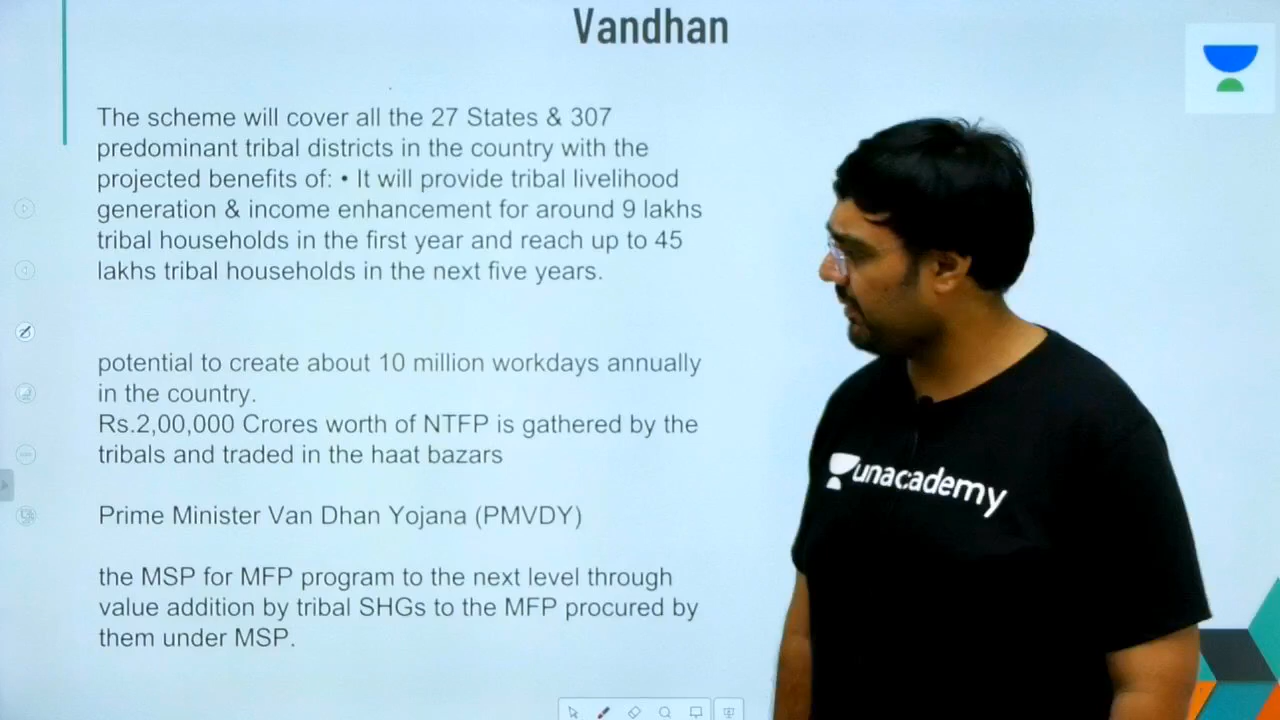 Vandhan
The scheme will cover all the 27 States & 307
predominant tribal districts in the country with the
projected benefits of: • It will provide tribal livelihood
generation & income enhancement for around 9 lakhs
tribal households in the first year and reach up to 45
lakhs tribal households in the next five years.
potential to create about 10 million workdays annually
in the country.
Rs.2,00,000 Crores worth of NTFP is gathered by the
tribals and traded in the haat bazars
Prime Minister Van Dhan Yojana (PMVDY)
the MSP for MFP program to the next level through
value addition by tribal SHGs to the MFP procured by
them under MSP.
unacademy